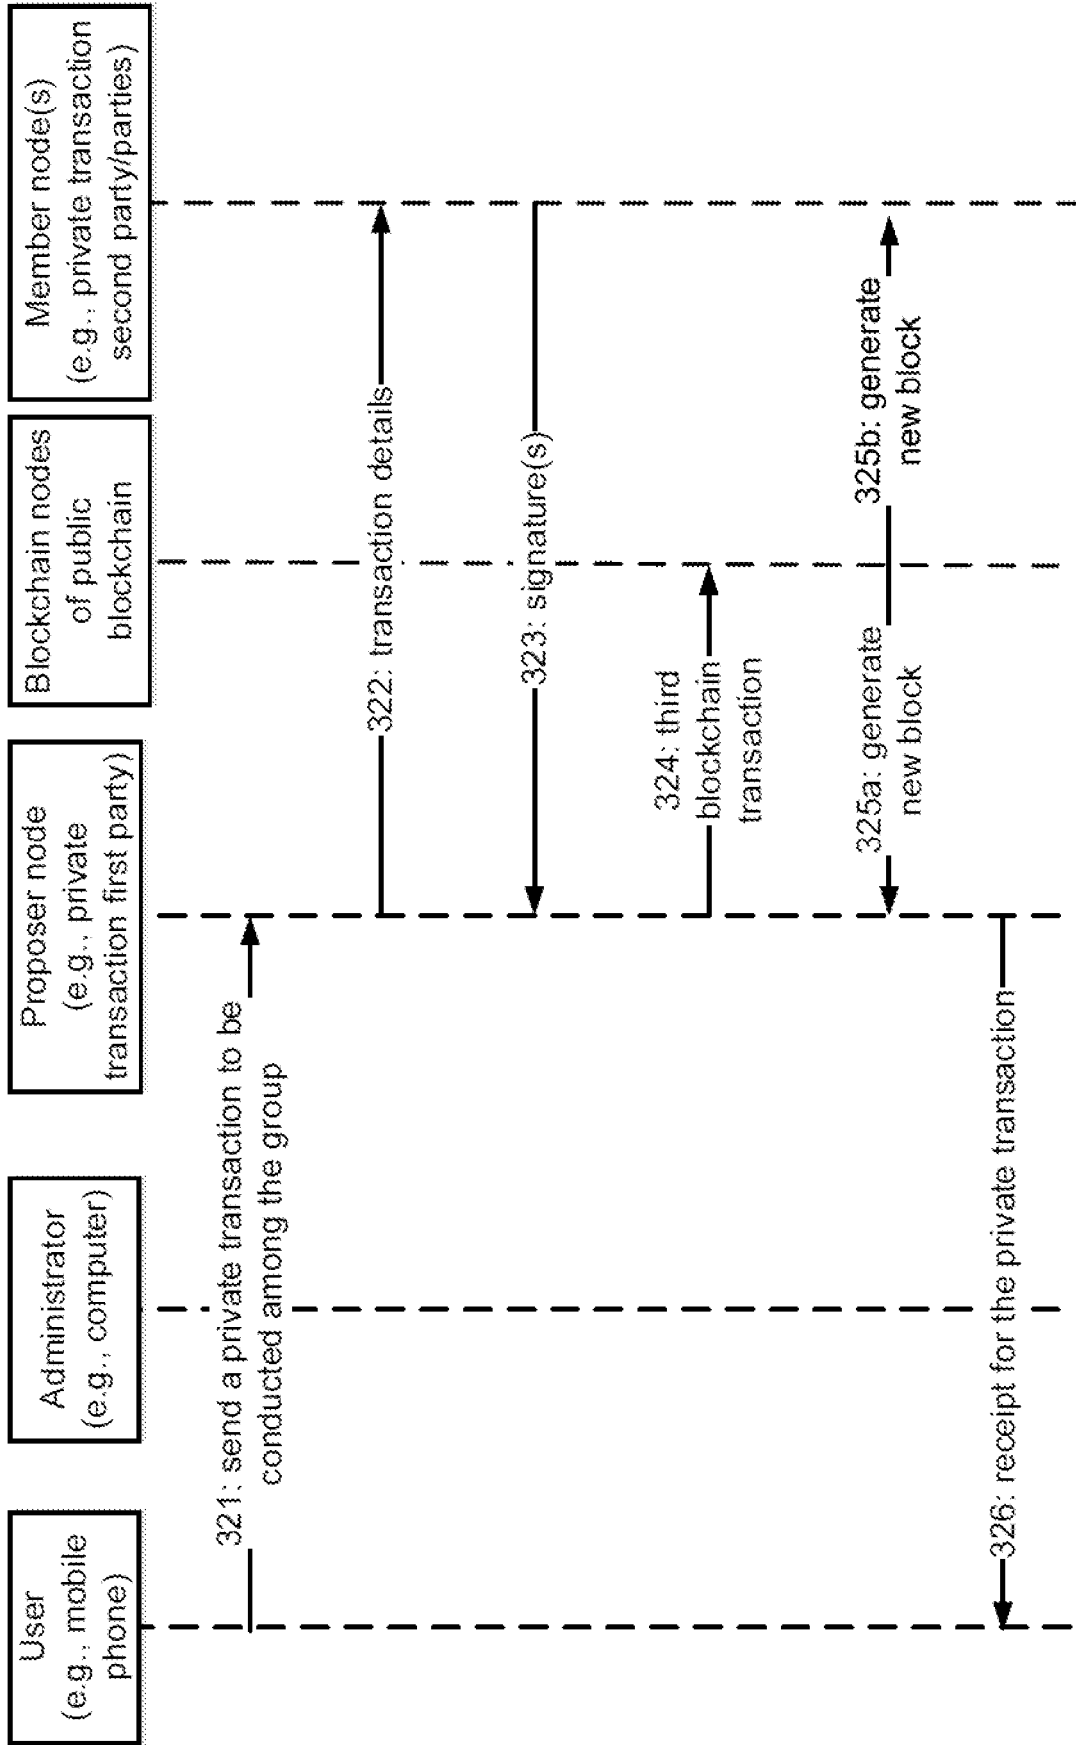 User
(e.g., mobile
phone)
Administrator
(e.g., computer)
Proposer node
(e.g., private
transaction first party)
Blockchain nodes
of public
blockchain
Member node(s)
(e.g., private transaction
second party/parties)
321: send a private transaction to be
conducted among the group
322: transaction details
323: signature(s)
324: third
blockchain
transaction
325a: generate
new block
325b: generate
new block
326: receipt for the private transaction